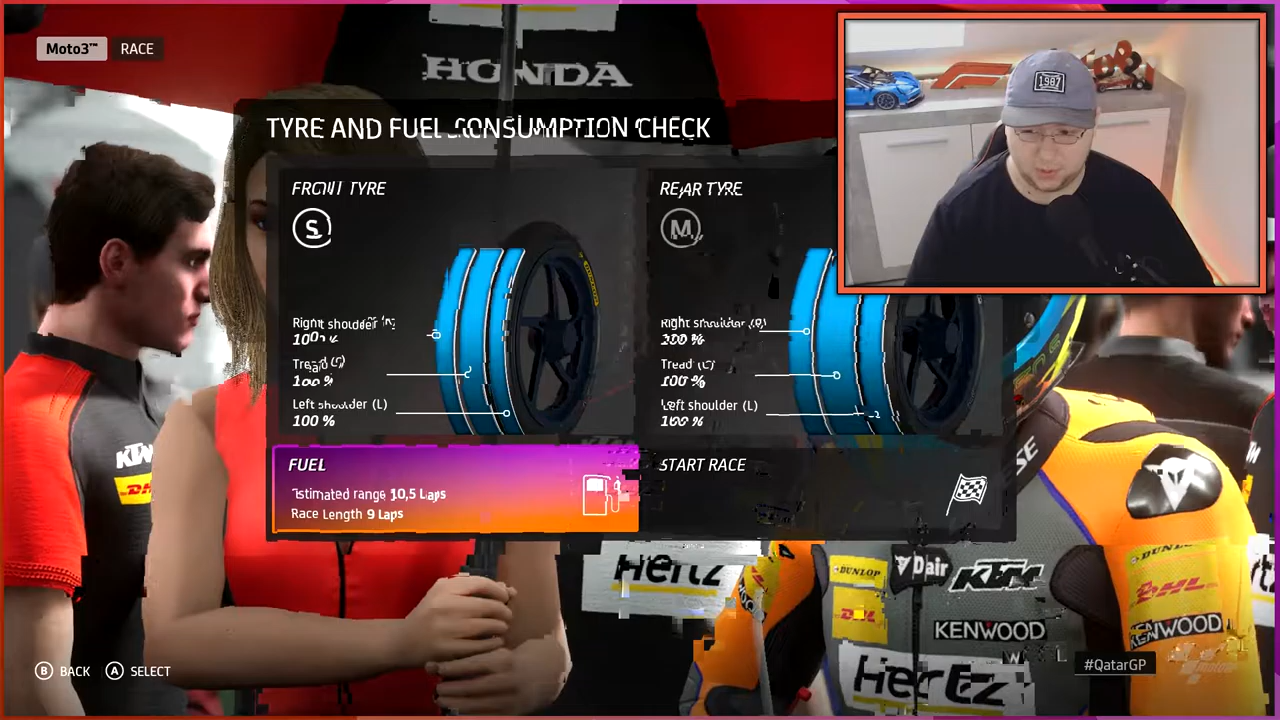 Moto3™ RACE
HONDA
1987
TYRE AND FUEL CONSUMPTION CHECK
FRONT TYRE
S
Right shoulder
Tread
100 %
Left shoulder (L)
100 %
REAR TYRE
M
Right shoulder (R)
Tread (C)
100 %
Left shoulder (L)
FUEL
Estimated range 10,5 Laps
Race Length 9 Laps
START RACE
KTM
Hertz
DUNLOP
Dair
KTM
DHL
KENWOOD
KENWOOD
Hertz
B BACK A SELECT
#QatarGP